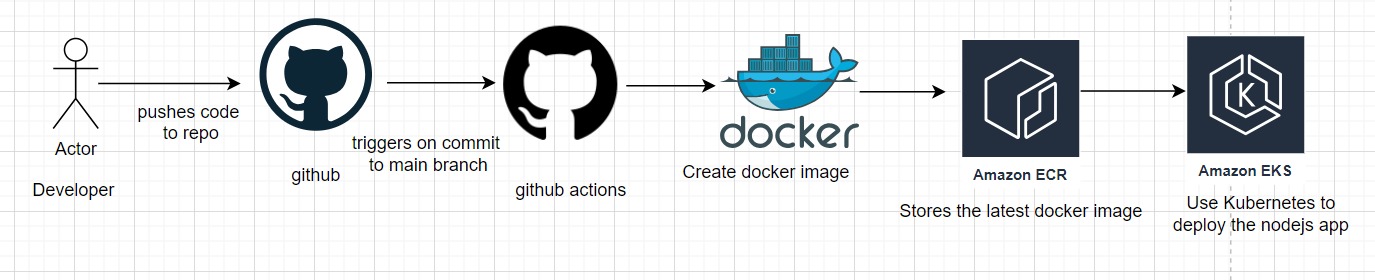 pushes code
to repo
Actor
Developer
github
triggers on commit
to main branch
github actions
docker
Create docker image
Amazon ECR
Stores the latest docker image
K
Amazon EKS
Use Kubernetes to
deploy the nodejs app